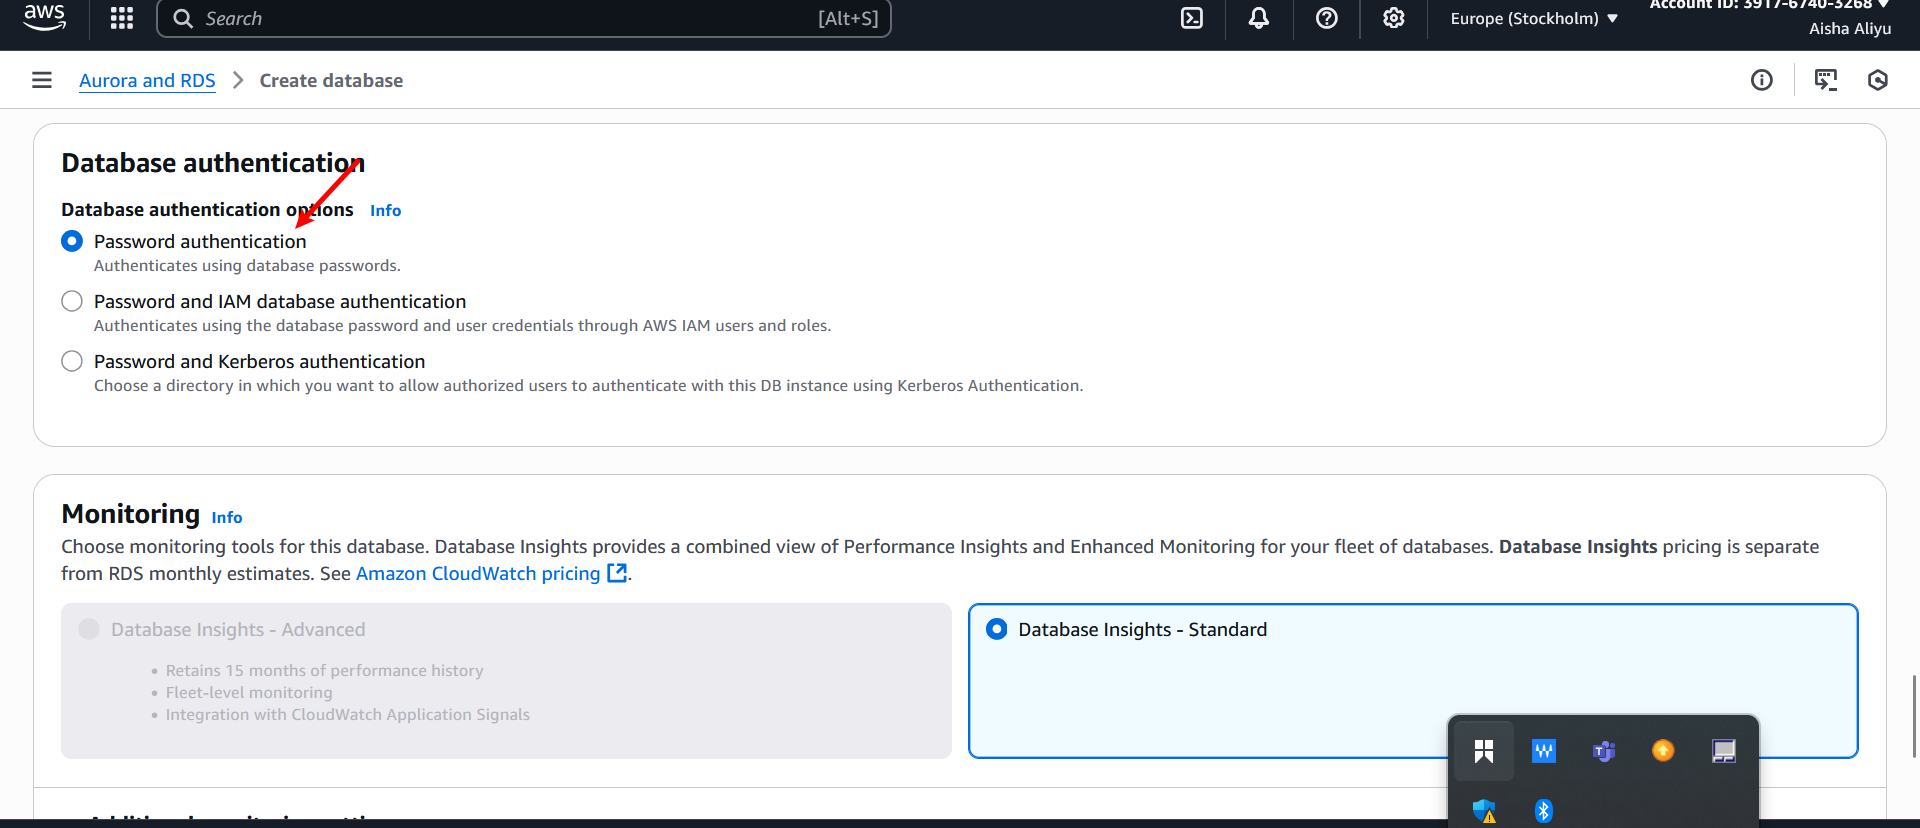 aws
Search
[Alt+S]
Europe (Stockholm)
Account ID: 3917-6740-3268
Aisha Aliyu
Aurora and RDS
Create database
Database authentication
Database authentication options Info
Password authentication
Authenticates using database passwords.
Password and IAM database authentication
Authenticates using the database password and user credentials through AWS IAM users and roles.
Password and Kerberos authentication
Choose a directory in which you want to allow authorized users to authenticate with this DB instance using Kerberos Authentication.
Monitoring Info
Choose monitoring tools for this database. Database Insights provides a combined view of Performance Insights and Enhanced Monitoring for your fleet of databases. Database Insights pricing is separate
from RDS monthly estimates. See Amazon CloudWatch pricing.
Database Insights - Advanced
• Retains 15 months of performance history
• Fleet-level monitoring
• Integration with CloudWatch Application Signals
Database Insights - Standard